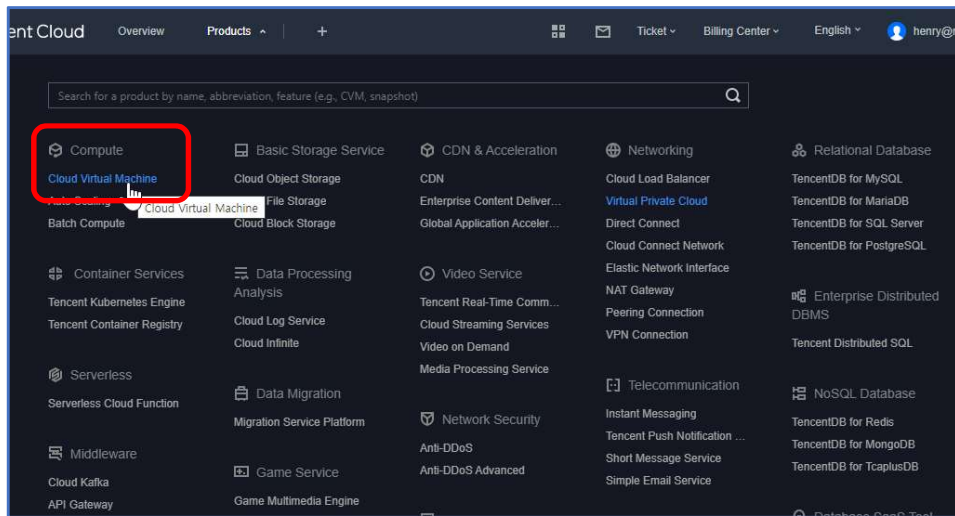 ent Cloud
Overview
Products
+
Ticket
Billing Center
English
henry@
Search for a product by name, abbreviation, feature (e.g., CVM, snapshot)
Compute
Cloud Virtual Machine
Auto Scaling
Cloud Virtual Machine
Batch Compute
Container Services
Tencent Kubernetes Engine
Tencent Container Registry
Serverless
Serverless Cloud Function
Middleware
Cloud Kafka
API Gateway
Basic Storage Service
Cloud Object Storage
File Storage
Cloud Block Storage
Data Processing
Analysis
Cloud Log Service
Cloud Infinite
Data Migration
Migration Service Platform
Game Service
Game Multimedia Engine
CDN & Acceleration
CDN
Enterprise Content Deliver...
Global Application Acceler...
Video Service
Tencent Real-Time Comm...
Cloud Streaming Services
Video on Demand
Media Processing Service
Network Security
Anti-DDoS
Anti-DDoS Advanced
Networking
Cloud Load Balancer
Virtual Private Cloud
Direct Connect
Cloud Connect Network
Elastic Network Interface
NAT Gateway
Peering Connection
VPN Connection
Telecommunication
Instant Messaging
Tencent Push Notification ...
Short Message Service
Simple Email Service
Relational Database
TencentDB for MySQL
TencentDB for MariaDB
TencentDB for SQL Server
TencentDB for PostgreSQL
Enterprise Distributed
DBMS
Tencent Distributed SQL
NoSQL Database
TencentDB for Redis
TencentDB for MongoDB
TencentDB for TcaplusDB
Database SaaS Tool